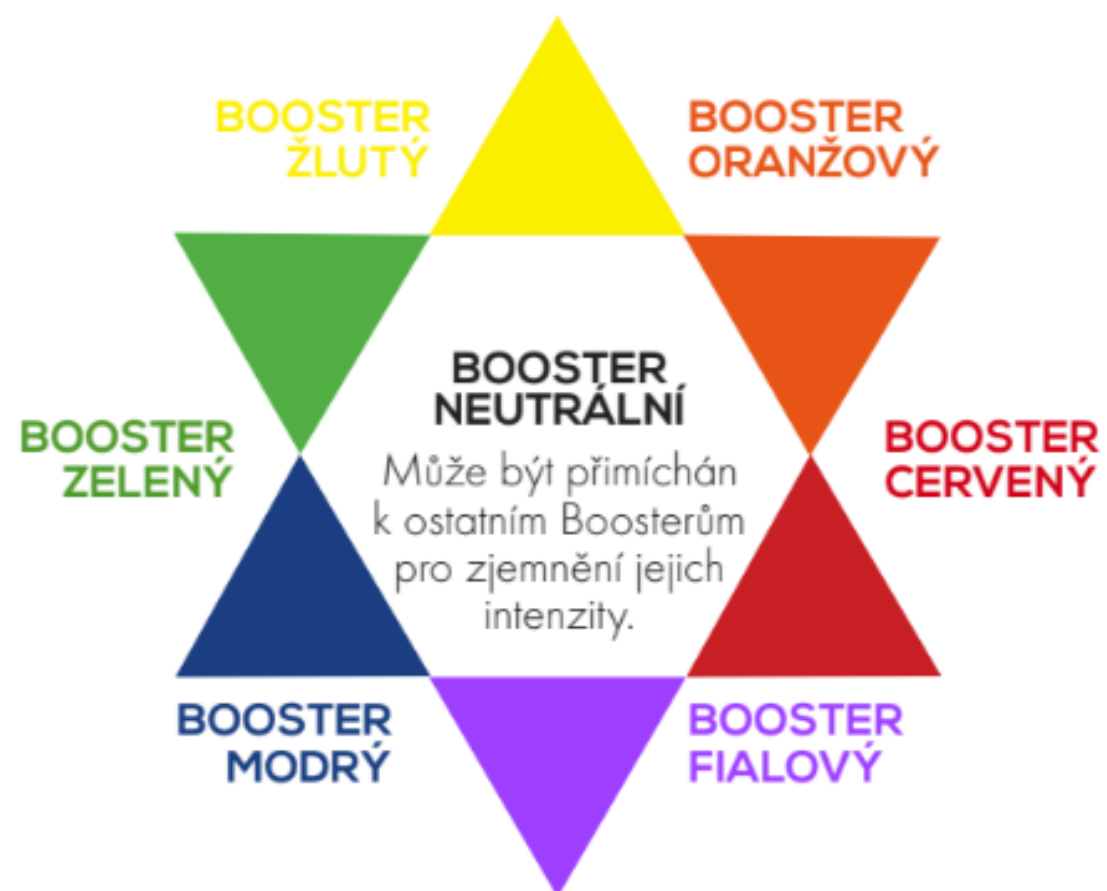 BOOSTER
ŽLUTÝ
BOOSTER
ORANŽOVÝ
BOOSTER
NEUTRÁLNÍ
Může být přimíchán
k ostatním Boosterům
pro zjemnění jejich
intenzity.
BOOSTER
ZELENÝ
BOOSTER
CERVENÝ
BOOSTER
MODRÝ
BOOSTER
FIALOVÝ